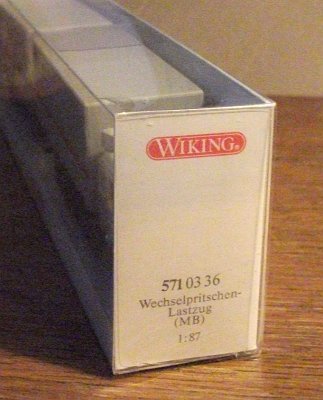 WIKING®
571 03 36
Wechselpritschen-
Lastzug
(MB)
1:87